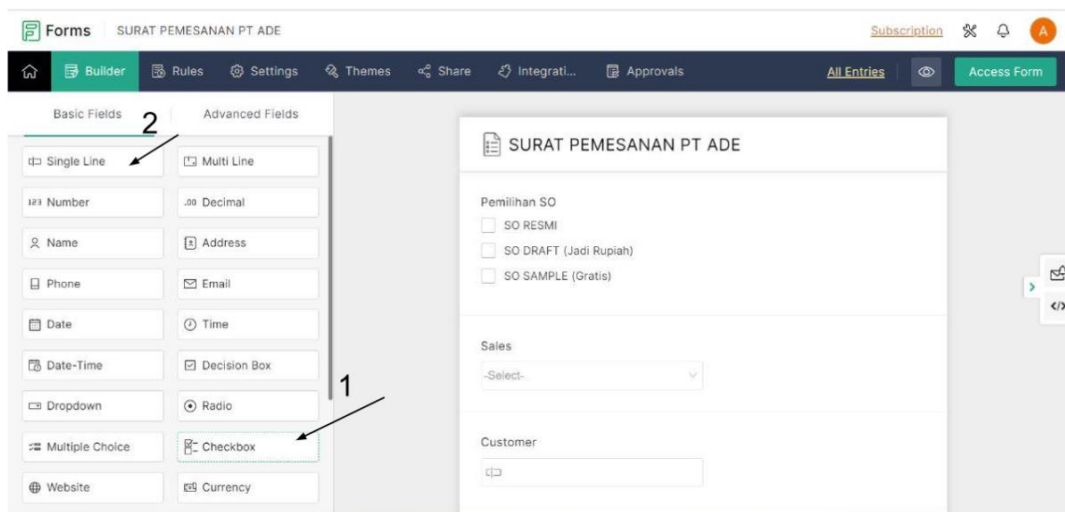 Forms SURAT PEMESANAN PT ADE Subscription A
Builder Rules Settings Themes Share Integrati... Approvals All Entries Access Form
Basic Fields Advanced Fields
2
Single Line Multi Line
123 Number .00 Decimal
Name Address
Phone Email
Date Time
Date-Time Decision Box
Dropdown Radio
1
Multiple Choice Checkbox
Website Currency
SURAT PEMESANAN PT ADE
Pemilihan SO
SO RESMI
SO DRAFT (Jadi Rupiah)
SO SAMPLE (Gratis)
Sales
-Select-
Customer